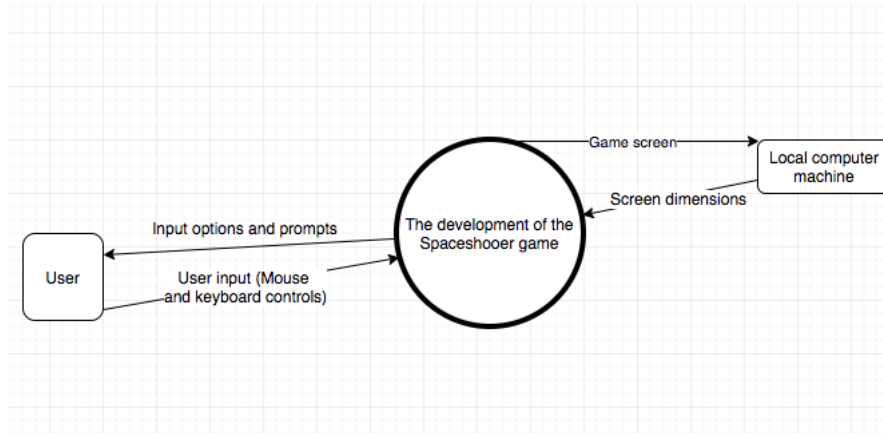 Game screen
Local computer
machine
Screen dimensions
The development of the
Spaceshooer game
Input options and prompts
User
User input (Mouse
and keyboard controls)